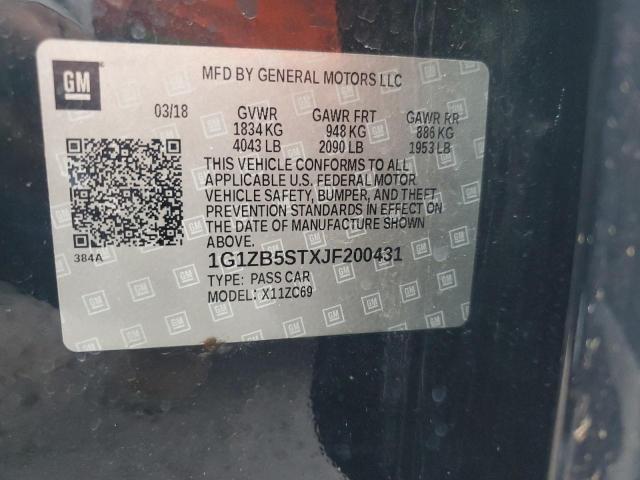 GM
MFD BY GENERAL MOTORS LLC
03/18 GVWR GAWR FRT GAWR RR
1834 KG 948 KG 886 KG
4043 LB 2090 LB 1953 LB
THIS VEHICLE CONFORMS TO ALL
APPLICABLE U.S. FEDERAL MOTOR
VEHICLE SAFETY, BUMPER, AND THEFT
PREVENTION STANDARDS IN EFFECT ON
THE DATE OF MANUFACTURE SHOWN
ABOVE.
384A
1G1ZB5STXJF200431
TYPE: PASS CAR
MODEL: X11ZC69